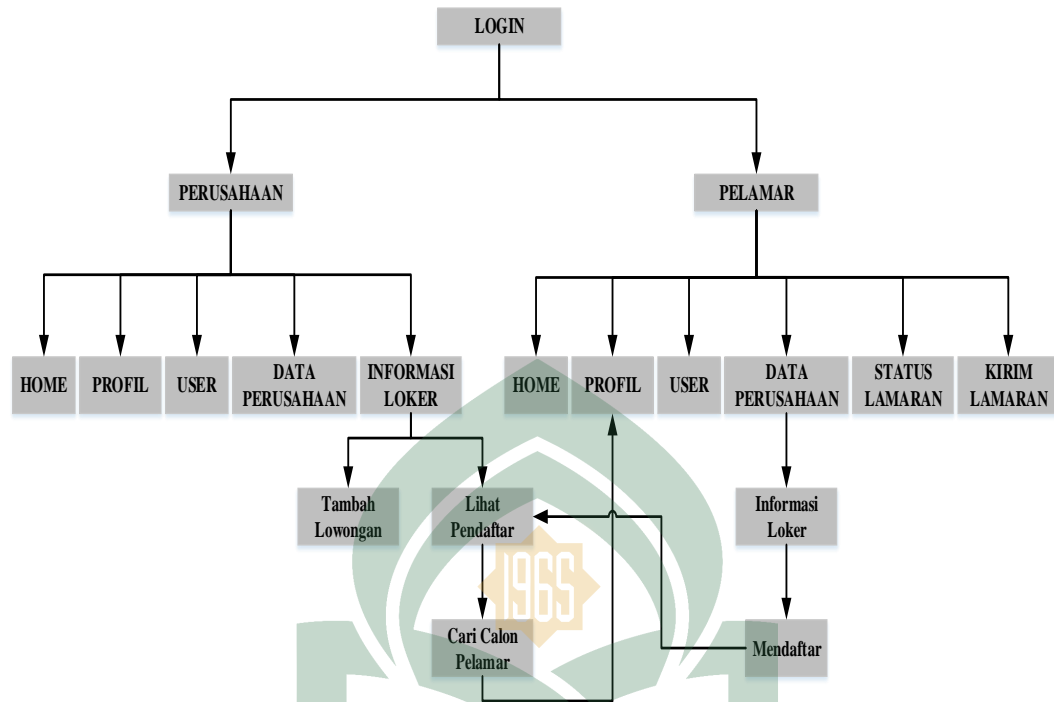 LOGIN
PERUSAHAAN
PELAMAR
HOME
PROFIL
USER
DATA
PERUSAHAAN
INFORMASI
LOKER
HOME
PROFIL
USER
DATA
PERUSAHAAN
STATUS
LAMARAN
KIRIM
LAMARAN
Tambah
Lowongan
Lihat
Pendaftar
Informasi
Loker
1965
Cari Calon
Pelamar
Mendaftar